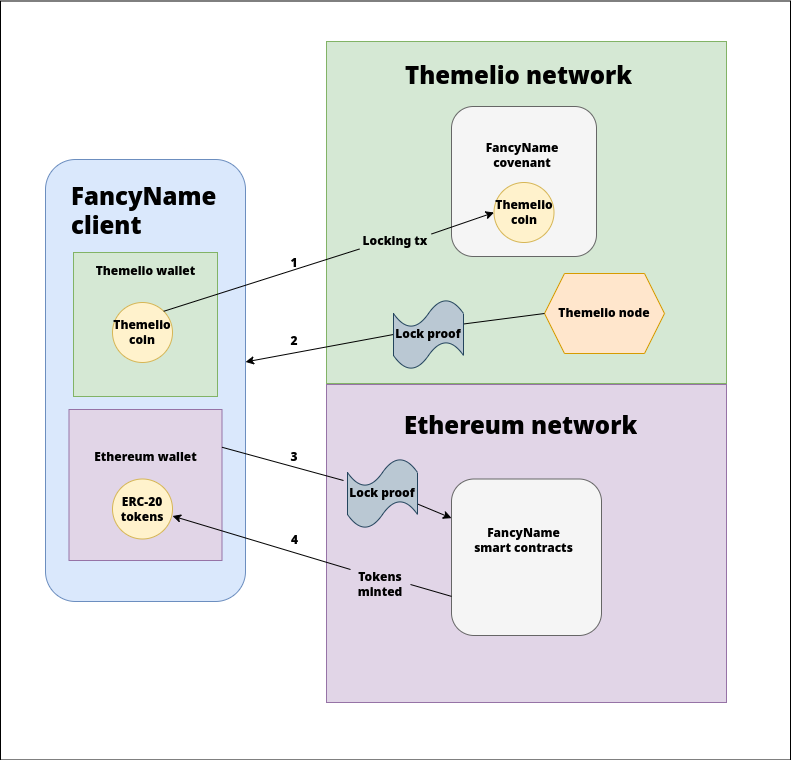 Themelio network
FancyName
covenant
Themelio
coin
FancyName
client
Themelio wallet
Themelio
coin
1
Locking tx
Themelio node
Lock proof
2
Ethereum network
Ethereum wallet
ERC-20
tokens
3
Lock proof
FancyName
smart contracts
4
Tokens
minted